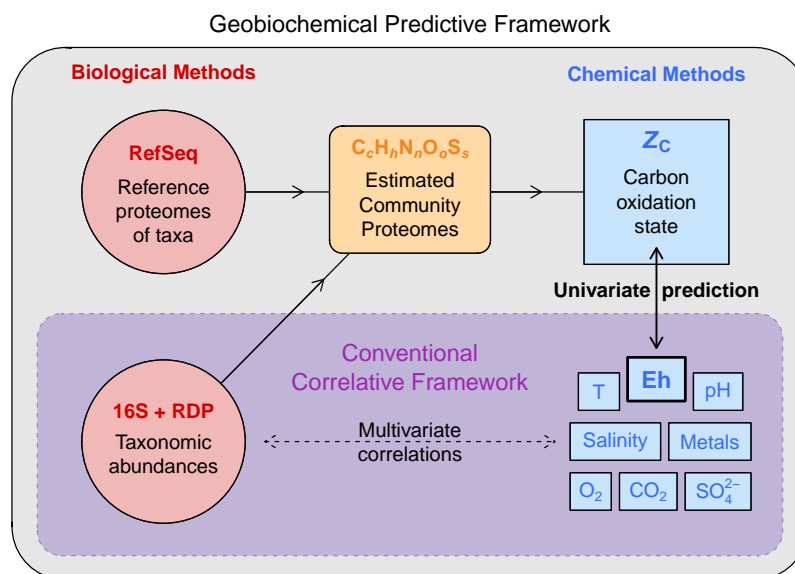 Geobiochemical Predictive Framework
Biological Methods
Chemical Methods
RefSeq
Reference
proteomes
of taxa
CcHhNnOoSs
Estimated
Community
Proteomes
ZC
Carbon
oxidation
state
Univariate prediction
Conventional
Correlative Framework
16S + RDP
Taxonomic
abundances
Multivariate
correlations
T
Eh
pH
Salinity
Metals
O₂
CO₂
SO₄²⁻